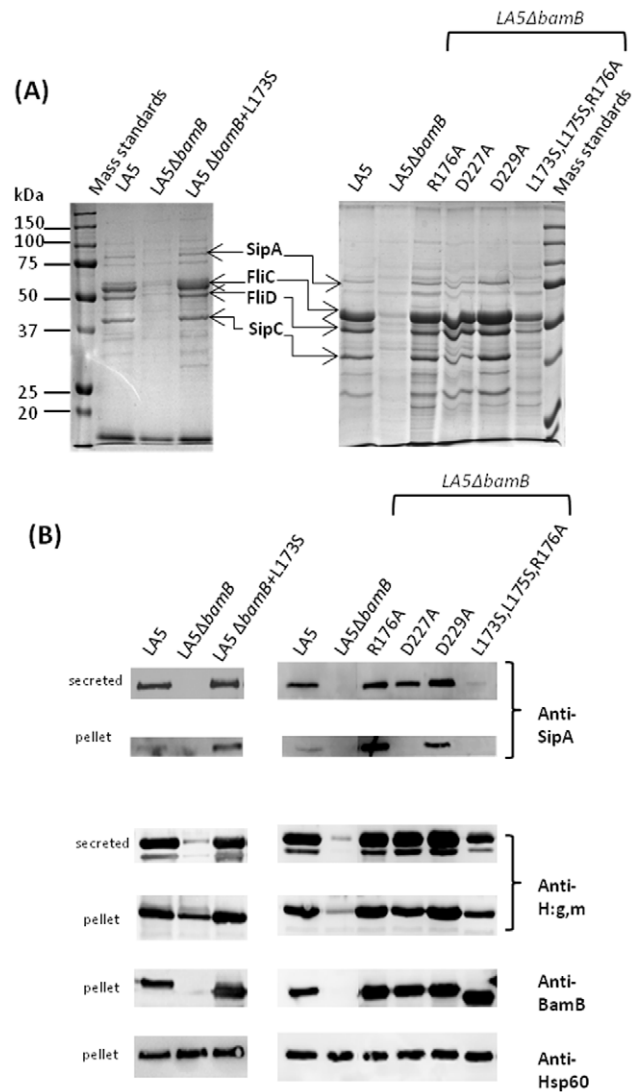 LA5ΔbamB
(A)
Mass standards
LA5
LA5ΔbamB
LA5 ΔbamB+L173S
LA5
LA5ΔbamB
R176A
D227A
D229A
L173S,L175S,R176A
Mass standards
kDa
150
100
75
50
37
25
20
SipA
FliC
FliD
SipC
LA5ΔbamB
(B)
LA5
LA5ΔbamB
LA5 ΔbamB+L173S
LA5
LA5ΔbamB
R176A
D227A
D229A
L173S,L175S,R176A
secreted
pellet
Anti-
SipA
secreted
pellet
Anti-
H:g,m
pellet
Anti-
BamB
pellet
Anti-
Hsp60